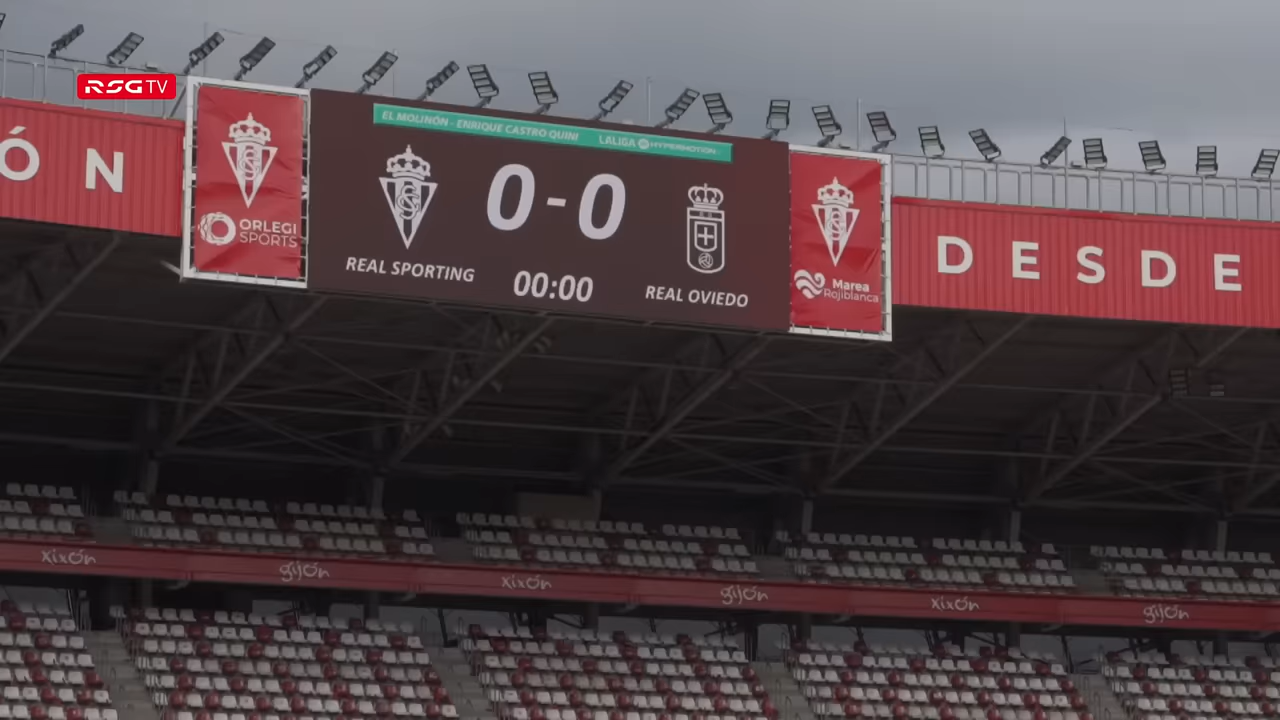 RSG TV
ÓN
ORLEGI
SPORTS
EL MOLINÓN - ENRIQUE CASTRO QUINI LALIGA HYPERMOTION
0-0
REAL SPORTING 00:00 REAL OVIEDO
Marea
Rojiblanca
DESDE
xixón gijón xixón gijón xixón gijón